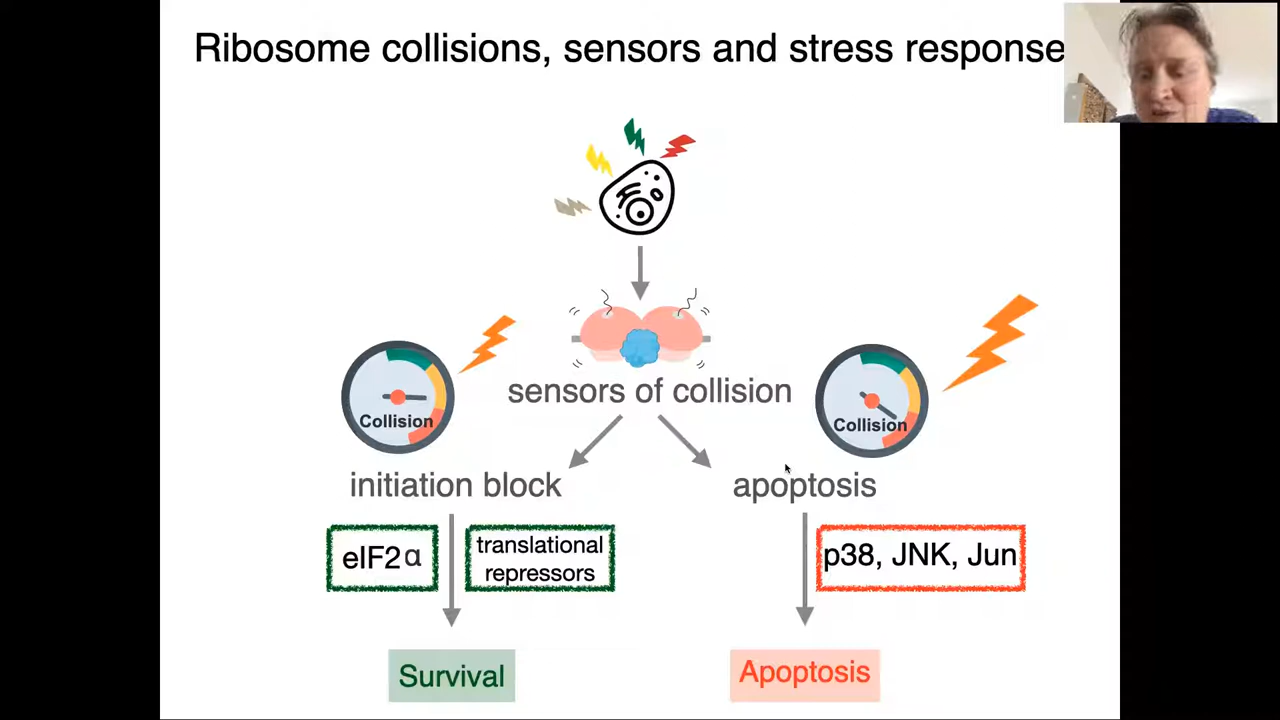 Ribosome collisions, sensors and stress response
sensors of collision
Collision
Collision
initiation block
apoptosis
eIF2α
translational
repressors
p38, JNK, Jun
Survival
Apoptosis